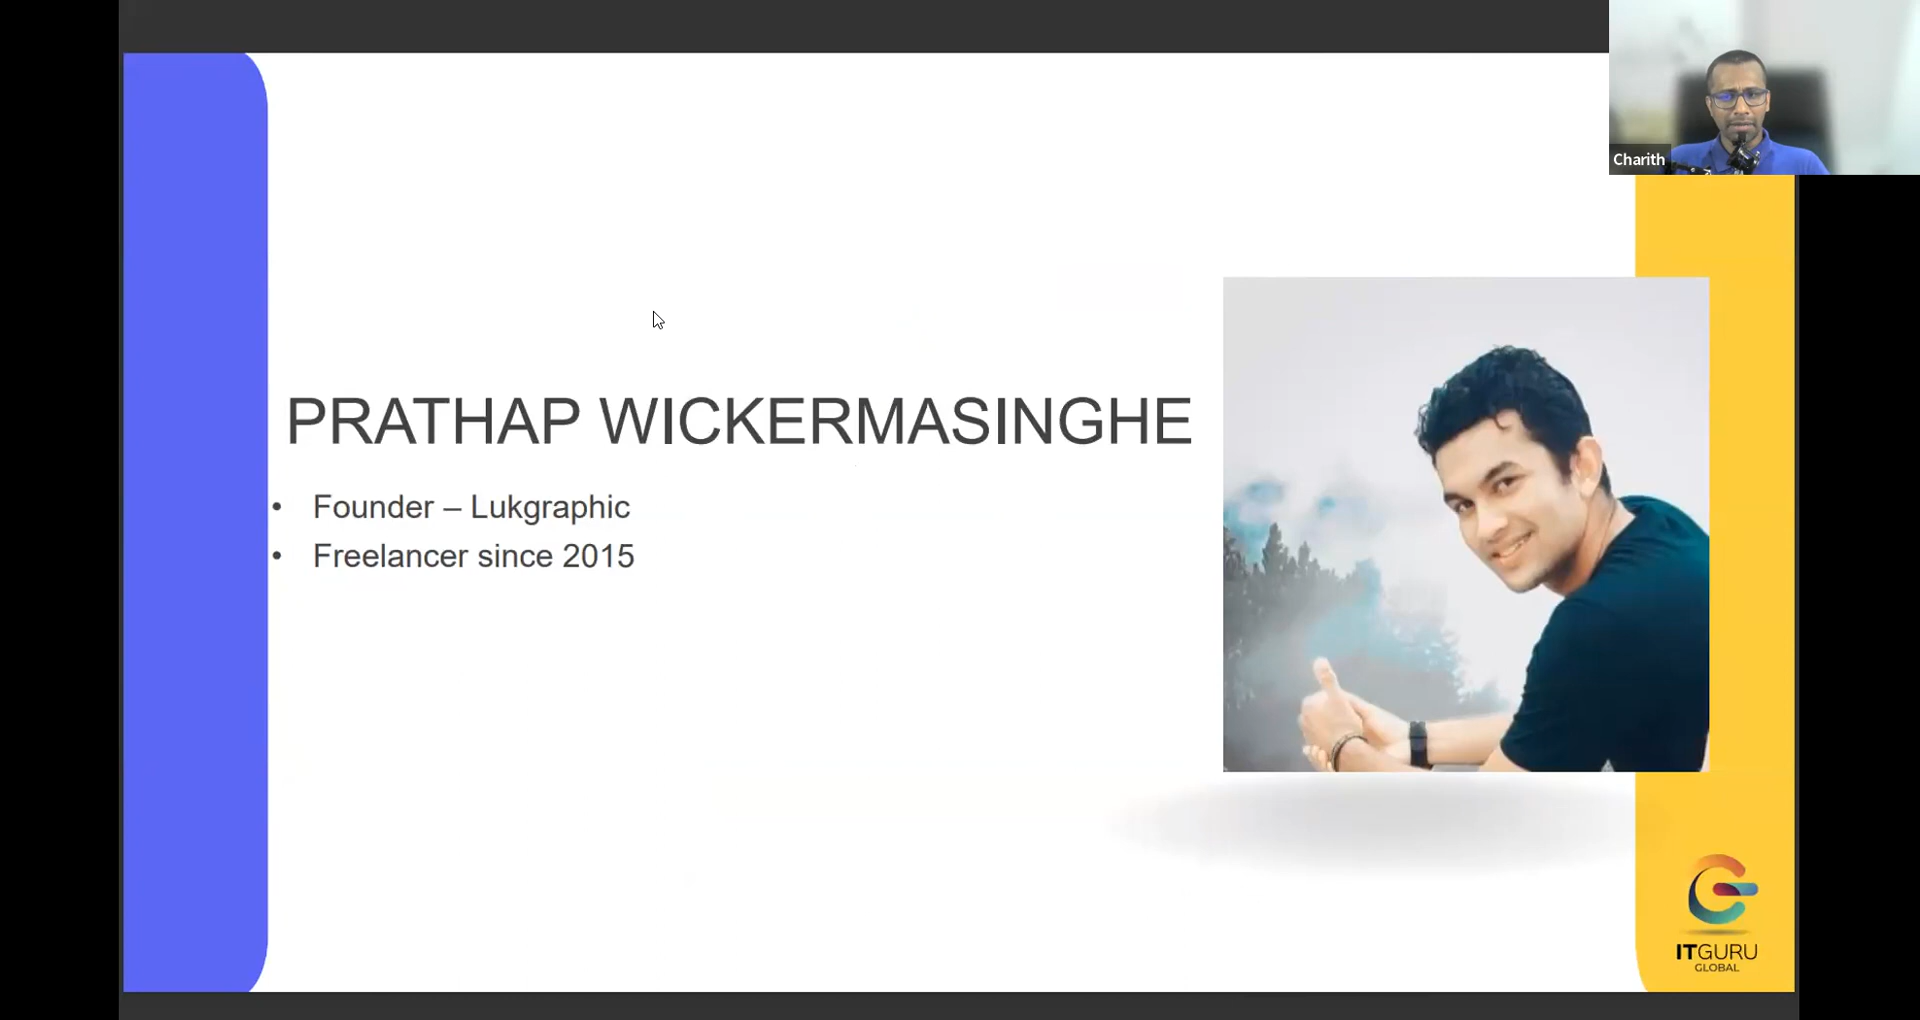 Charith
PRATHAP WICKERMASINGHE
• Founder – Lukgraphic
• Freelancer since 2015
ITGURU
GLOBAL